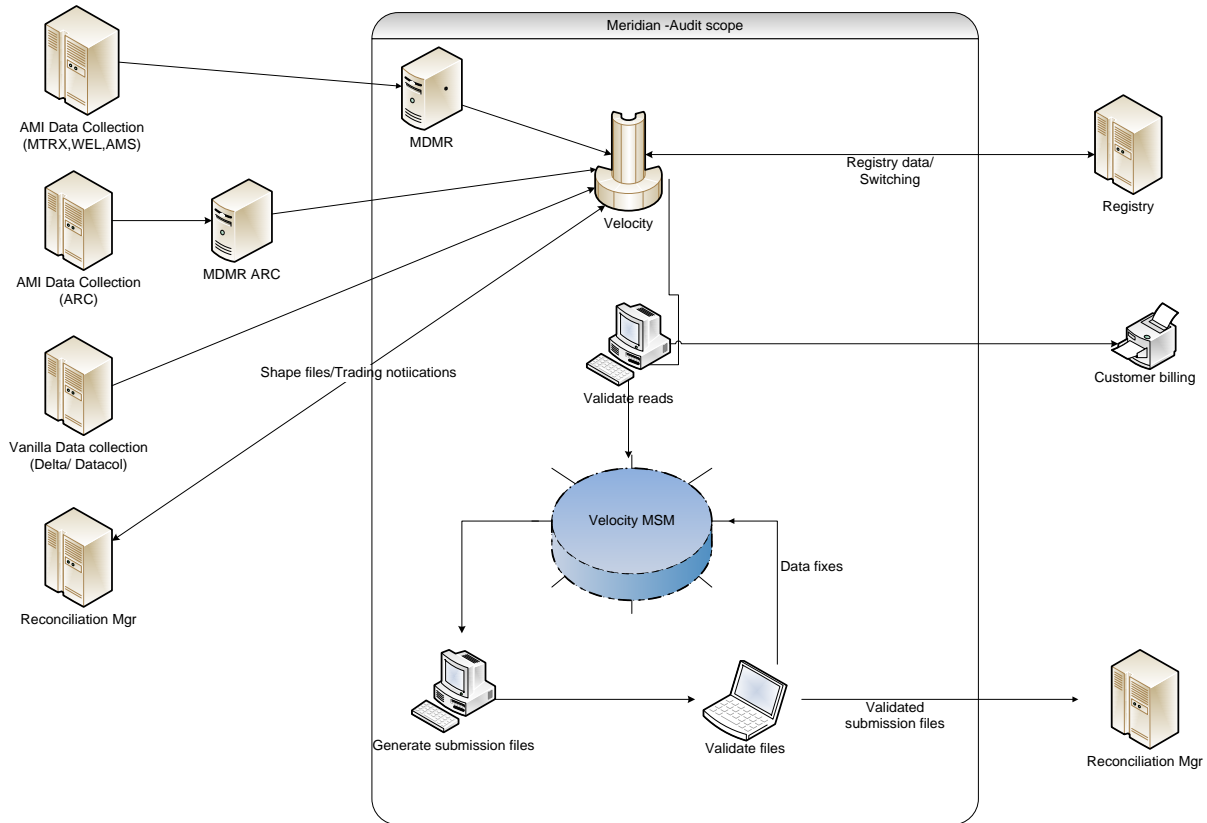 Meridian -Audit scope
AMI Data Collection
(MTRX,WEL,AMS)
MDMR
Registry data/
Switching
Registry
Velocity
AMI Data Collection
(ARC)
MDMR ARC
Shape files/Trading notiications
Validate reads
Customer billing
Vanilla Data collection
(Delta/ Datacol)
Velocity MSM
Data fixes
Reconciliation Mgr
Generate submission files
Validate files
Validated
submission files
Reconciliation Mgr